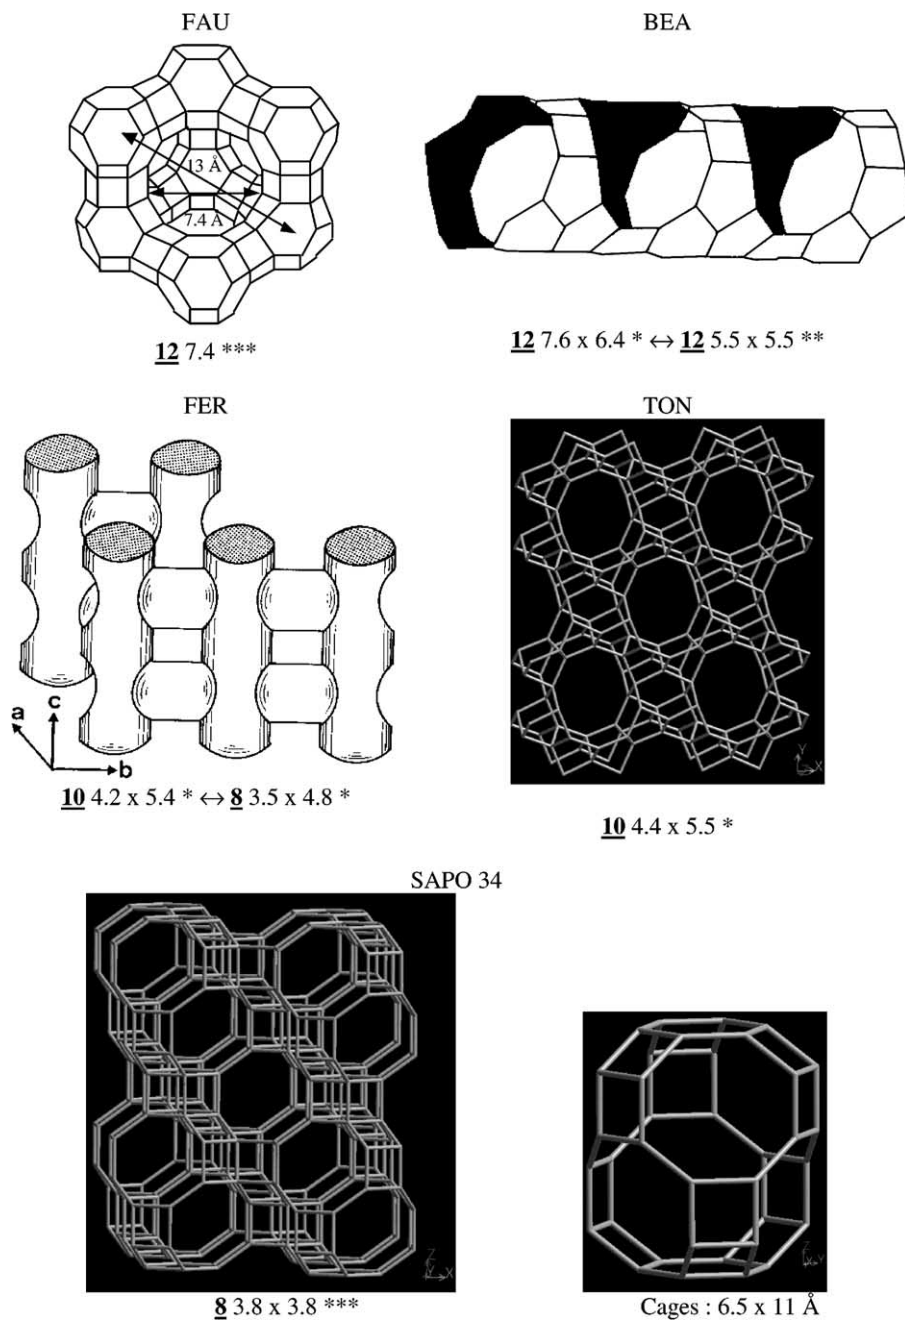 FAU
BEA
13 Å
7.4 Å
12 7.4 ***
12 7.6 x 6.4 * ↔ 12 5.5 x 5.5 **
FER
TON
a
c
b
Y
X
10 4.2 x 5.4 * ↔ 8 3.5 x 4.8 *
10 4.4 x 5.5 *
SAPO 34
Z
Y
X
Z
X
Y
8 3.8 x 3.8 ***
Cages : 6.5 x 11 Å